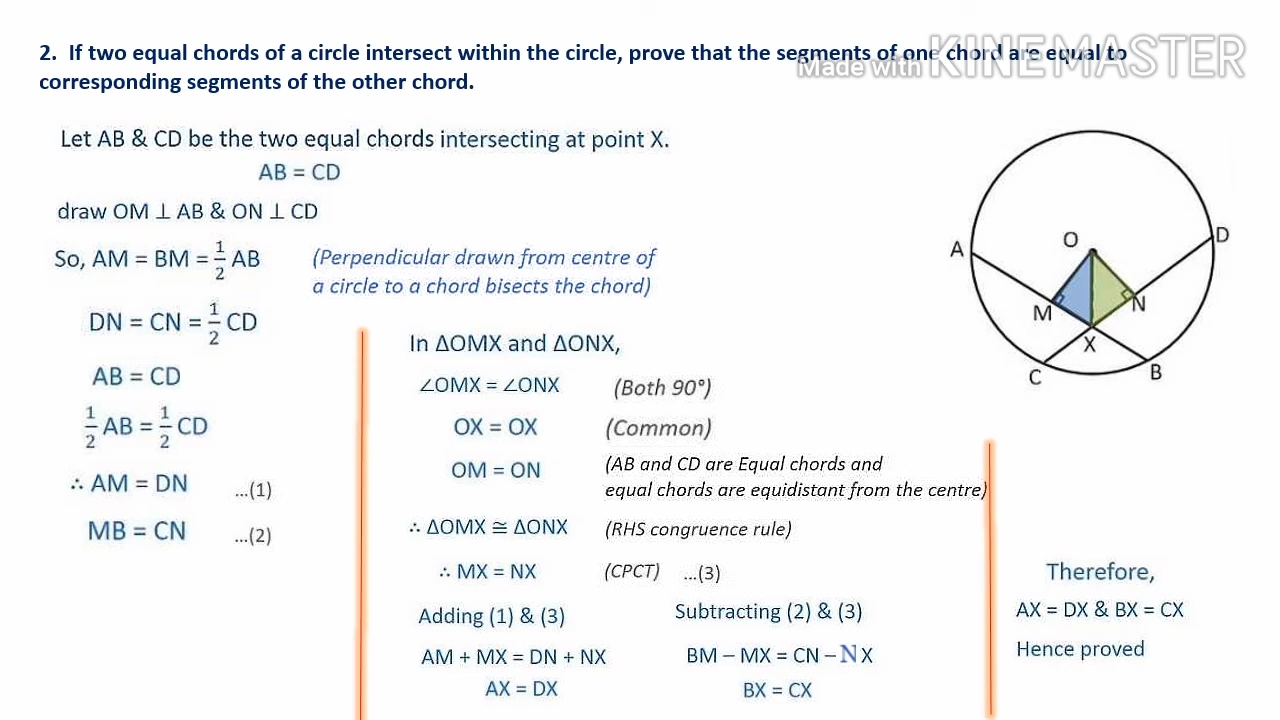 2. If two equal chords of a circle intersect within the circle, prove that the segments of one chord are equal to
corresponding segments of the other chord.
Made with KINEMASTER
Let AB & CD be the two equal chords intersecting at point X.
AB = CD
draw OM ⊥ AB & ON ⊥ CD
So, AM = BM = 1/2 AB
(Perpendicular drawn from centre of
a circle to a chord bisects the chord)
DN = CN = 1/2 CD
AB = CD
1/2 AB = 1/2 CD
∴ AM = DN ...(1)
MB = CN ...(2)
In ΔOMX and ΔONX,
∠OMX = ∠ONX (Both 90°)
OX = OX (Common)
OM = ON (AB and CD are Equal chords and
equal chords are equidistant from the centre)
∴ ΔOMX ≅ ΔONX (RHS congruence rule)
∴ MX = NX (CPCT) ...(3)
Adding (1) & (3)
AM + MX = DN + NX
AX = DX
Subtracting (2) & (3)
BM – MX = CN – NX
BX = CX
A
O
D
M
N
X
C
B
Therefore,
AX = DX & BX = CX
Hence proved